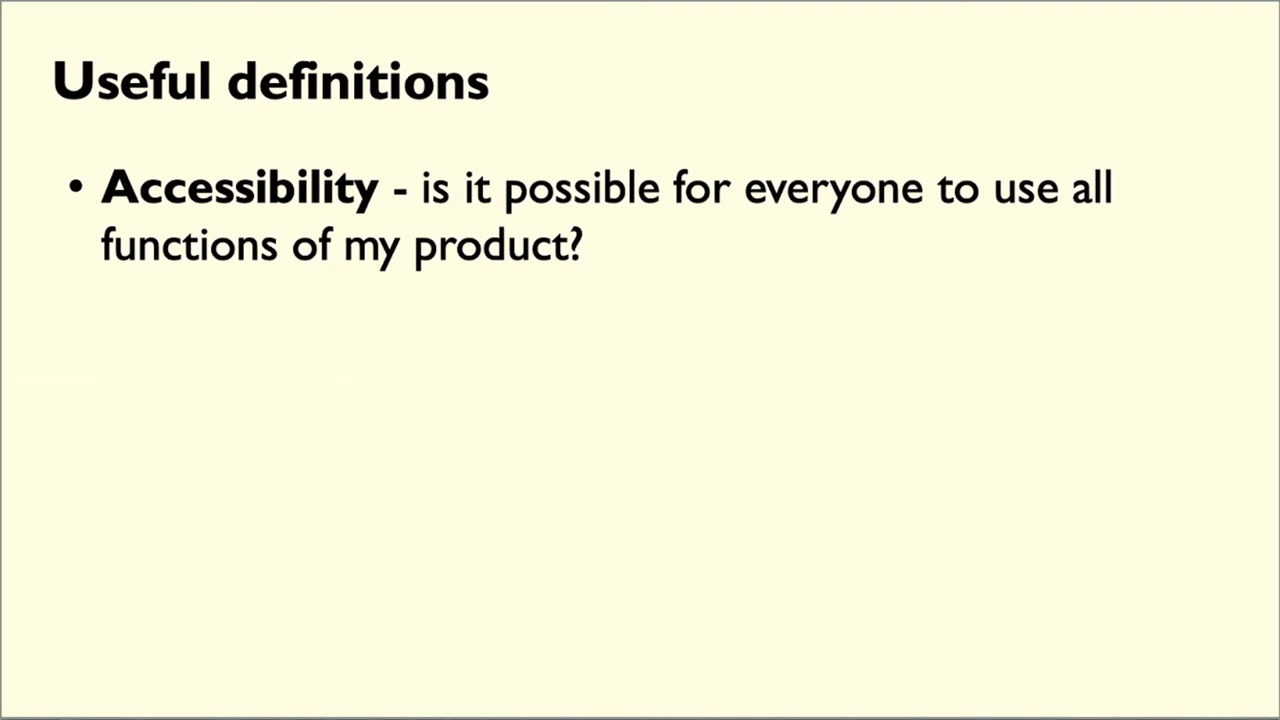 Useful definitions
• Accessibility - is it possible for everyone to use all
functions of my product?